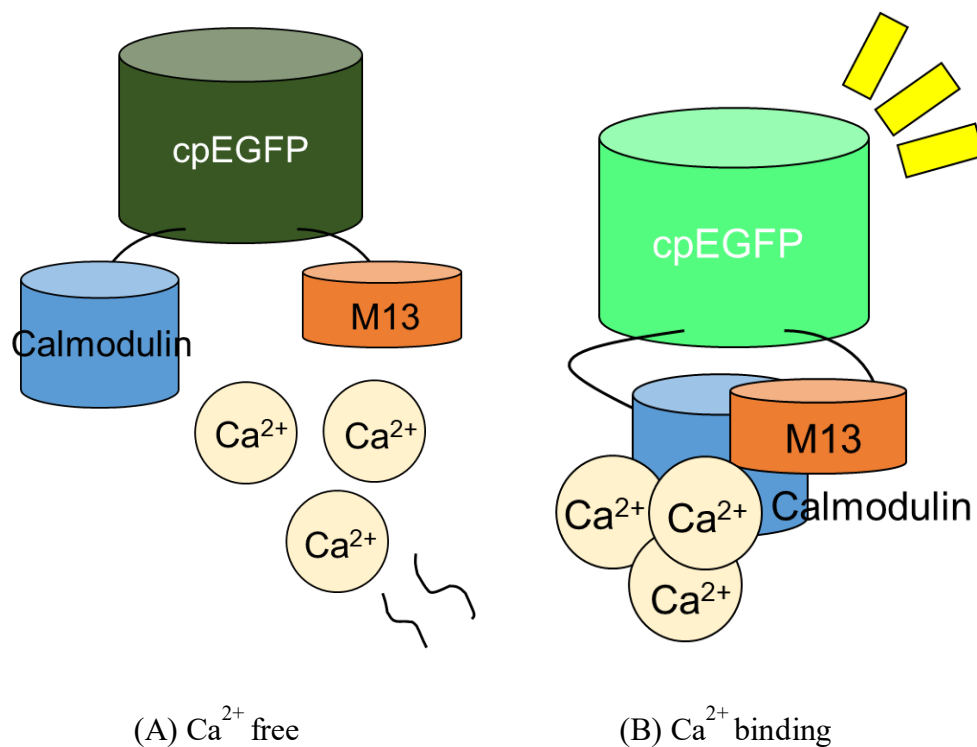 cpEGFP
Calmodulin
M13
Ca²⁺
Ca²⁺
Ca²⁺
(A) Ca²⁺ free
cpEGFP
M13
Calmodulin
Ca²⁺
Ca²⁺
Ca²⁺
(B) Ca²⁺ binding